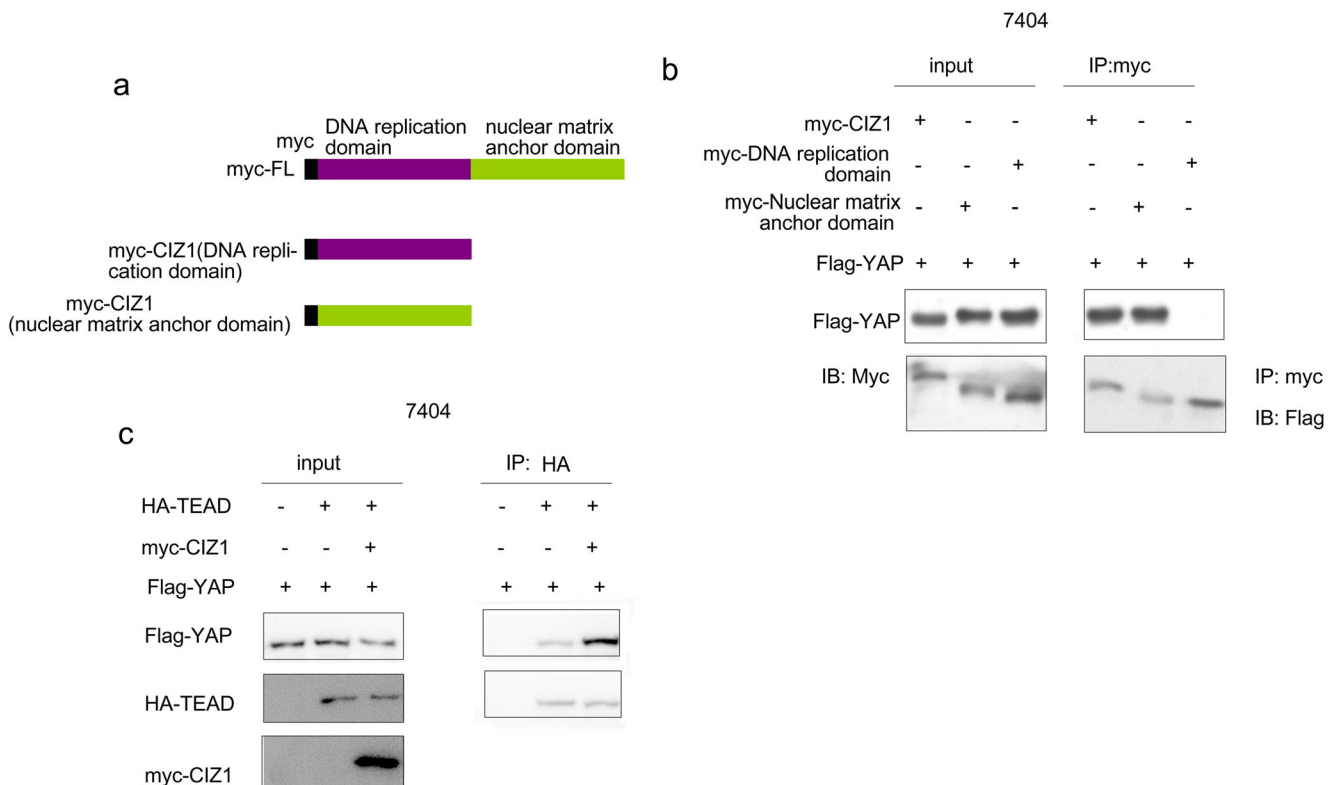 a
DNA replication
domain
nuclear matrix
anchor domain
myc
myc-FL
myc-CIZ1(DNA repli-
cation domain)
myc-CIZ1
(nuclear matrix anchor domain)
7404
b
input IP:myc
myc-CIZ1 + - - + - -
myc-DNA replication
domain - - + - - +
myc-Nuclear matrix
anchor domain - + - - + -
Flag-YAP + + + + + +
Flag-YAP
IB: Myc
IP: myc
IB: Flag
7404
c
input IP: HA
HA-TEAD - + + - + +
myc-CIZ1 - - + - - +
Flag-YAP + + + + + +
Flag-YAP
HA-TEAD
myc-CIZ1